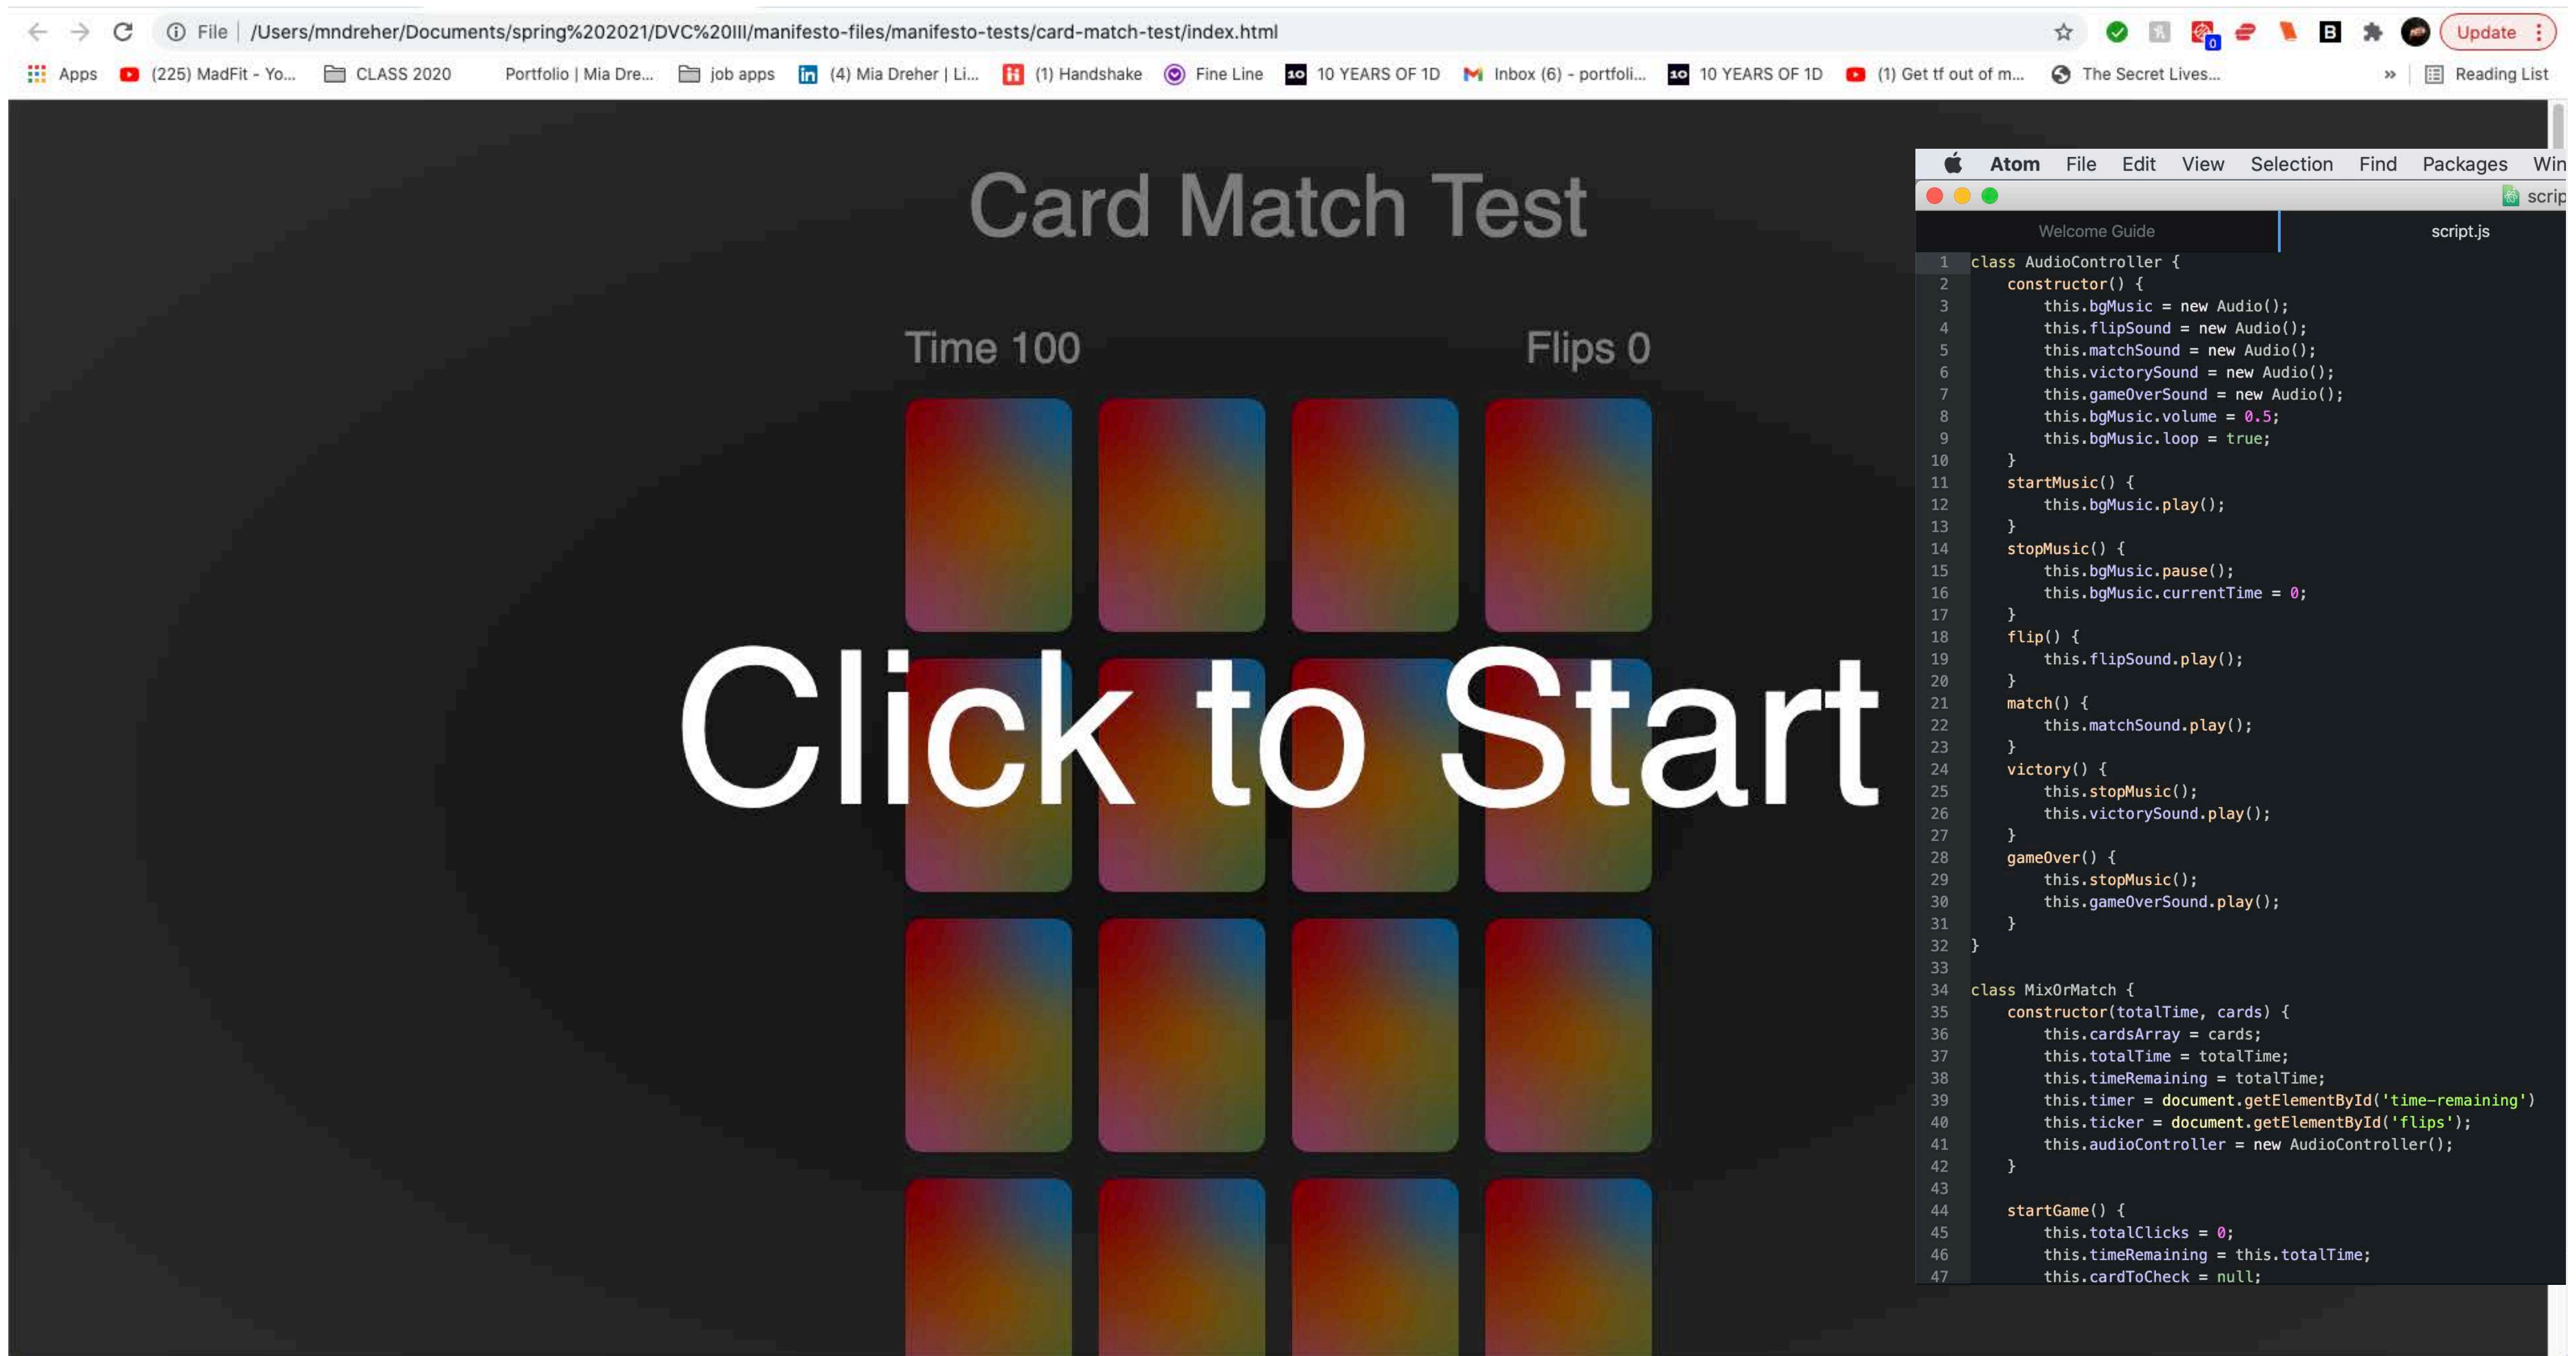 File | /Users/mndreher/Documents/spring%202021/DVC%20III/manifesto-files/manifesto-tests/card-match-test/index.html
0
B
Update
Apps (225) MadFit - Yo... CLASS 2020 Portfolio | Mia Dre... job apps in (4) Mia Dreher | Li... (1) Handshake Fine Line 10 10 YEARS OF 1D Inbox (6) - portfoli... 10 10 YEARS OF 1D (1) Get tf out of m... The Secret Lives... » Reading List
Card Match Test
Time 100 Flips 0
Click to Start
Atom File Edit View Selection Find Packages Win
scrip
Welcome Guide script.js
1 class AudioController {
2 constructor() {
3 this.bgMusic = new Audio();
4 this.flipSound = new Audio();
5 this.matchSound = new Audio();
6 this.victorySound = new Audio();
7 this.gameOverSound = new Audio();
8 this.bgMusic.volume = 0.5;
9 this.bgMusic.loop = true;
10 }
11 startMusic() {
12 this.bgMusic.play();
13 }
14 stopMusic() {
15 this.bgMusic.pause();
16 this.bgMusic.currentTime = 0;
17 }
18 flip() {
19 this.flipSound.play();
20 }
21 match() {
22 this.matchSound.play();
23 }
24 victory() {
25 this.stopMusic();
26 this.victorySound.play();
27 }
28 gameOver() {
29 this.stopMusic();
30 this.gameOverSound.play();
31 }
32 }
33
34 class MixOrMatch {
35 constructor(totalTime, cards) {
36 this.cardsArray = cards;
37 this.totalTime = totalTime;
38 this.timeRemaining = totalTime;
39 this.timer = document.getElementById('time-remaining')
40 this.ticker = document.getElementById('flips');
41 this.audioController = new AudioController();
42 }
43
44 startGame() {
45 this.totalClicks = 0;
46 this.timeRemaining = this.totalTime;
47 this.cardToCheck = null;